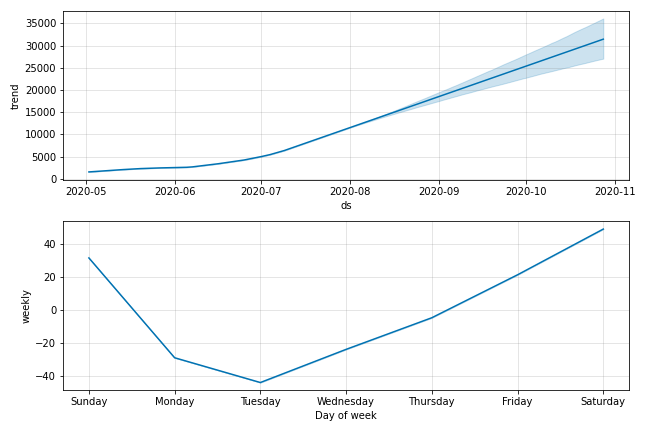 35000
30000
25000
20000
15000
10000
5000
0
trend
2020-05 2020-06 2020-07 2020-08 2020-09 2020-10 2020-11
ds
40
20
0
−20
−40
weekly
Sunday Monday Tuesday Wednesday Thursday Friday Saturday
Day of week